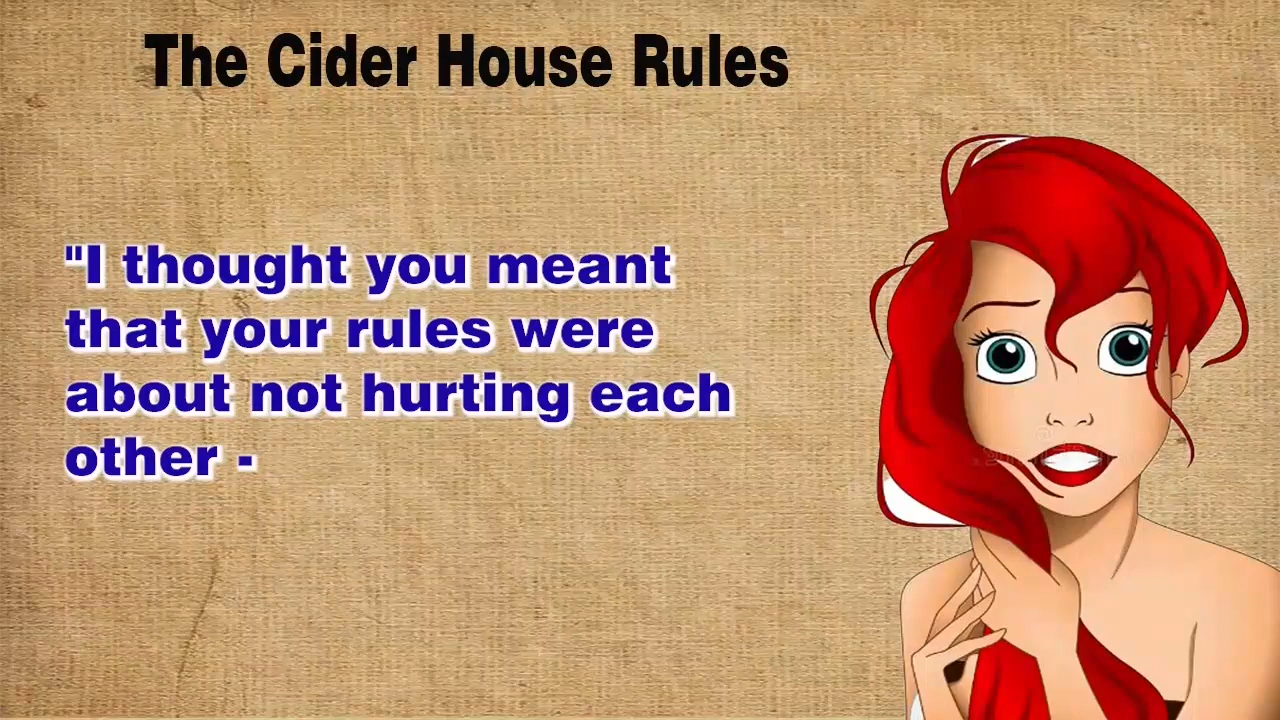 The Cider House Rules
"I thought you meant
that your rules were
about not hurting each
other -